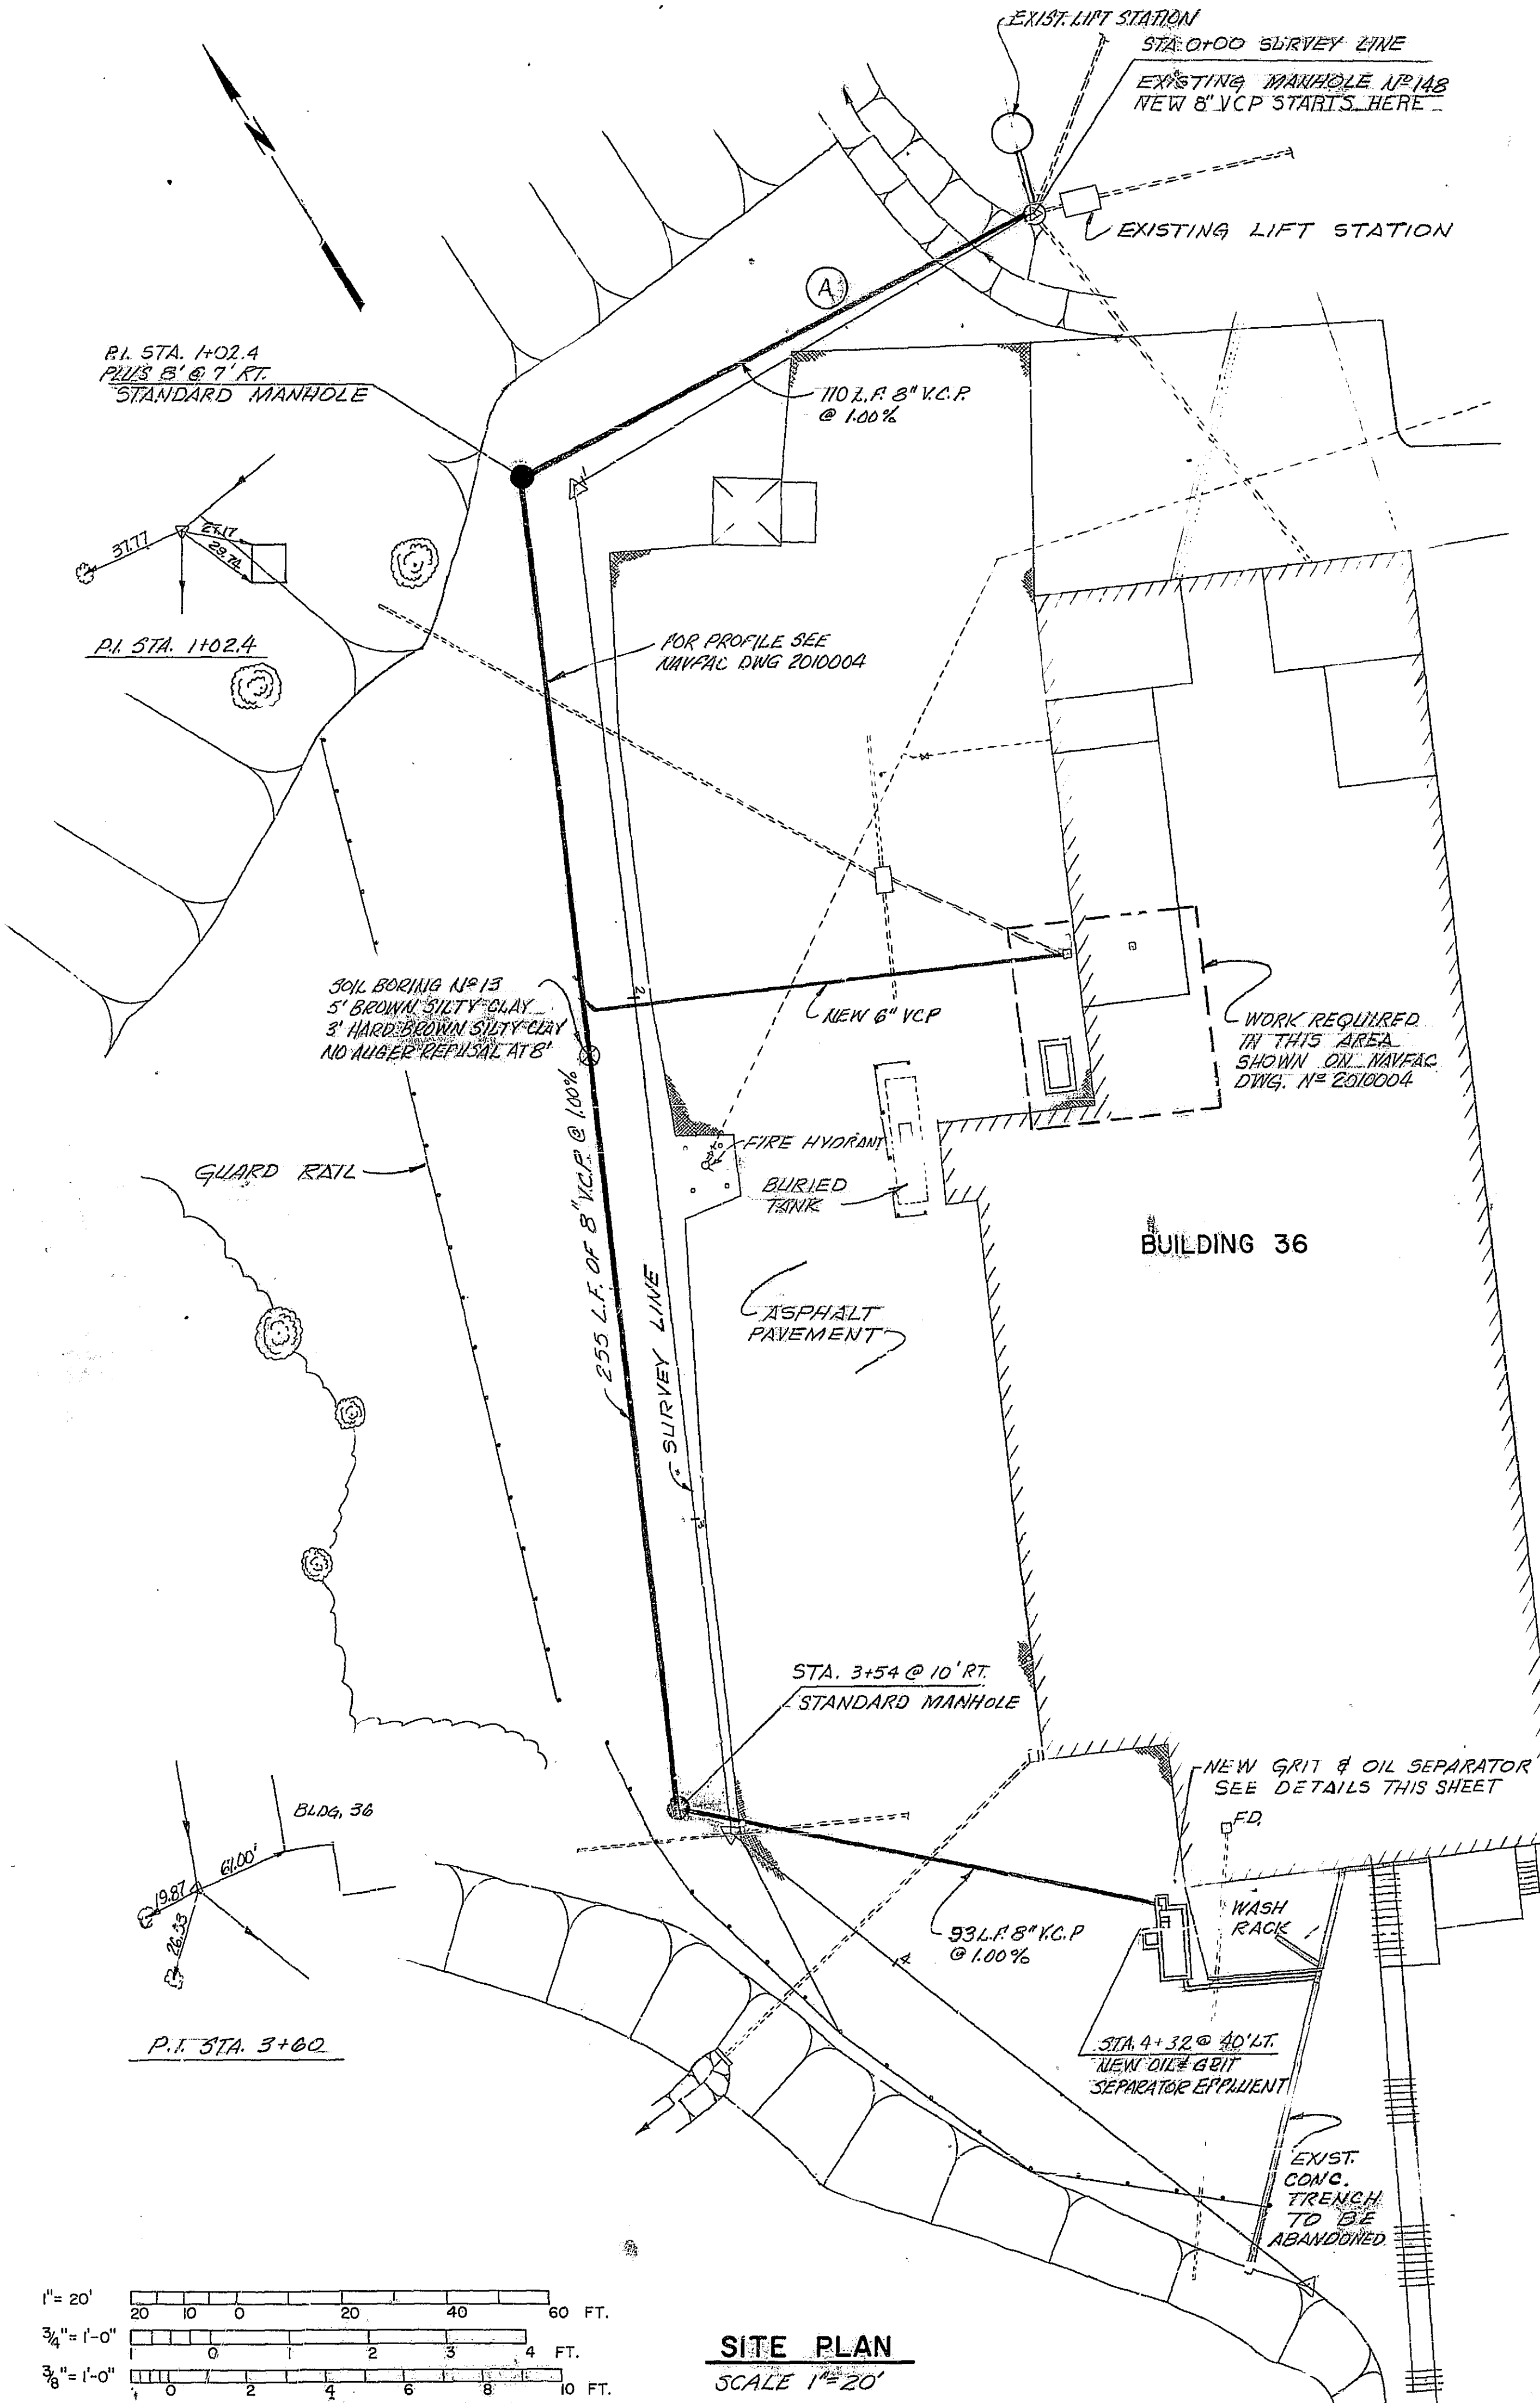 EXIST. LIFT STATION
STA. 0+00 SURVEY LINE
EXISTING MANHOLE Nº 148
NEW 8" VCP STARTS HERE
EXISTING LIFT STATION
N
A
P.I. STA. 1+02.4
PLUS 8' @ 7' RT.
STANDARD MANHOLE
110 L.F. 8" V.C.P.
@ 1.00%
37.77
27.17
29.74
P.I. STA. 1+02.4
FOR PROFILE SEE
NAVFAC DWG 2010004
SOIL BORING Nº 13
5' BROWN SILTY CLAY
3' HARD BROWN SILTY CLAY
NO AUGER REFUSAL AT 8'
2
NEW 6" VCP
WORK REQUIRED
IN THIS AREA
SHOWN ON NAVFAC
DWG. Nº 2010004
FIRE HYDRANT
GUARD RAIL
BURIED
TANK
BUILDING 36
255 L.F. OF 8" V.C.P. @ 1.00%
SURVEY LINE
ASPHALT
PAVEMENT
3
STA. 3+54 @ 10' RT.
STANDARD MANHOLE
NEW GRIT & OIL SEPARATOR
SEE DETAILS THIS SHEET
F.D.
BLDG. 36
61.00'
19.87
26.33
P.I. STA. 3+60
WASH
RACK
93 L.F. 8" V.C.P
@ 1.00%
4
STA. 4+32 @ 40' LT.
NEW OIL & GRIT
SEPARATOR EFFLUENT
EXIST.
CONC.
TRENCH
TO BE
ABANDONED
1"= 20'
20 10 0 20 40 60 FT.
3/4"= 1'-0"
1 0 1 2 3 4 FT.
3/8"= 1'-0"
1 0 2 4 6 8 10 FT.
SITE PLAN
SCALE 1"=20'